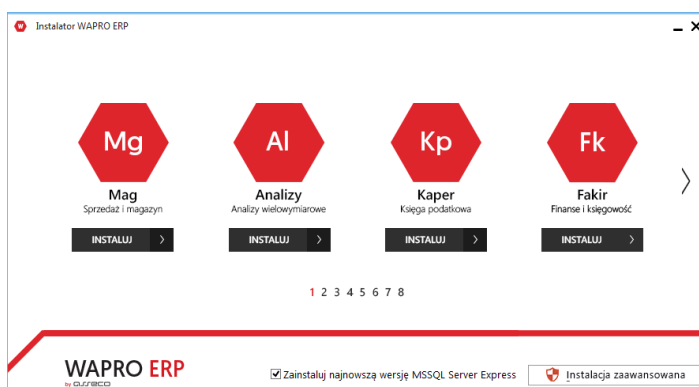 Instalator WAPRO ERP
Mg
Al
Kp
Fk
Mag
Analizy
Kaper
Fakir
Sprzedaż i magazyn
Analizy wielowymiarowe
Księga podatkowa
Finanse i księgowość
INSTALUJ
INSTALUJ
INSTALUJ
INSTALUJ
1 2 3 4 5 6 7 8
WAPRO ERP
by asseco
Zainstaluj najnowszą wersję MSSQL Server Express
Instalacja zaawansowana